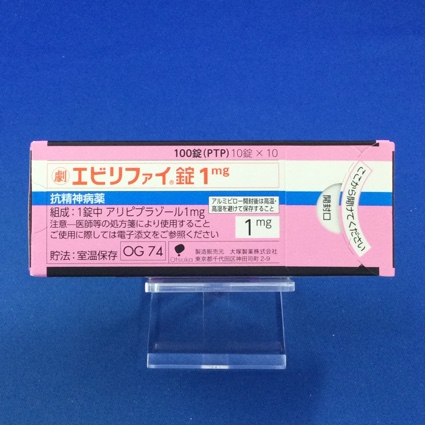 100錠(PTP) 10錠×10
劇 エビリファイ®錠1mg
抗精神病薬
アルミピロー開封後は高温・
高湿を避けて保存すること
1mg
組成:1錠中 アリピプラゾール1mg
注意―医師等の処方箋により使用すること
ご使用に際しては電子添文をご参照ください
貯法:室温保存
OG 74
Otsuka
製造販売元 大塚製薬株式会社
東京都千代田区神田司町2-9
開封口
ここから開けてください